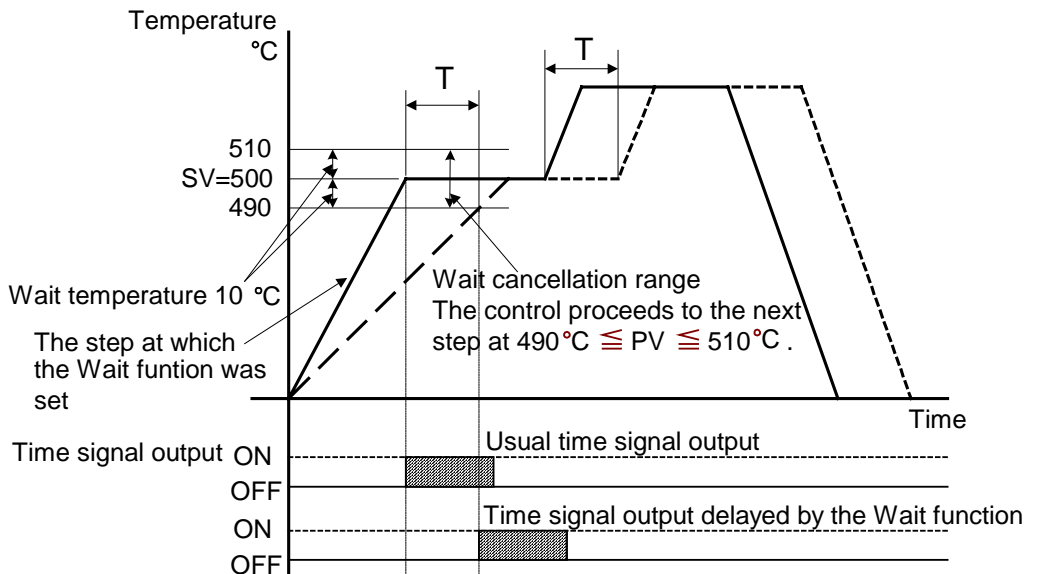 Temperature
°C
T
T
510
SV=500
490
Wait temperature 10 °C
Wait cancellation range
The control proceeds to the next
step at 490°C ≦ PV ≦ 510°C .
The step at which
the Wait funtion was
set
Time
Time signal output
ON
Usual time signal output
OFF
ON
Time signal output delayed by the Wait function
OFF